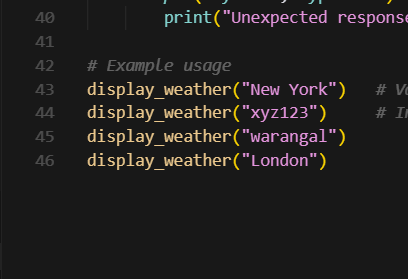 40 print("Unexpected response
41
42 # Example usage
43 display_weather("New York") #
44 display_weather("xyz123") #
45 display_weather("warangal")
46 display_weather("London")